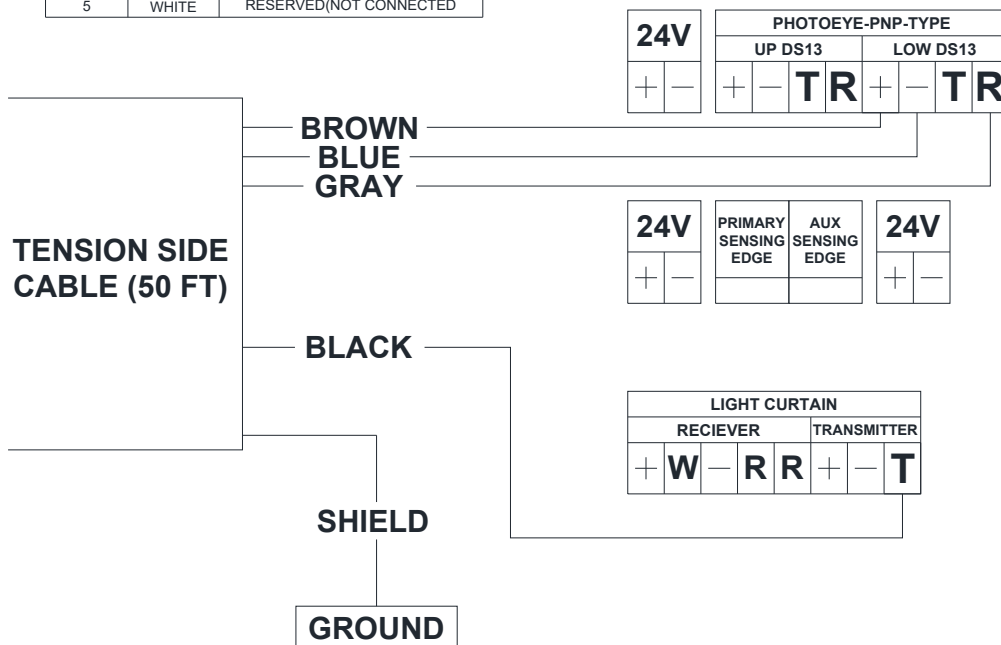 5 WHITE RESERVED(NOT CONNECTED
24V
+ −
PHOTOEYE-PNP-TYPE
UP DS13 LOW DS13
+ − T R + − T R
BROWN
BLUE
GRAY
TENSION SIDE
CABLE (50 FT)
24V
+ −
PRIMARY
SENSING
EDGE
AUX
SENSING
EDGE
24V
+ −
BLACK
LIGHT CURTAIN
RECIEVER TRANSMITTER
+ W − R R + − T
SHIELD
GROUND